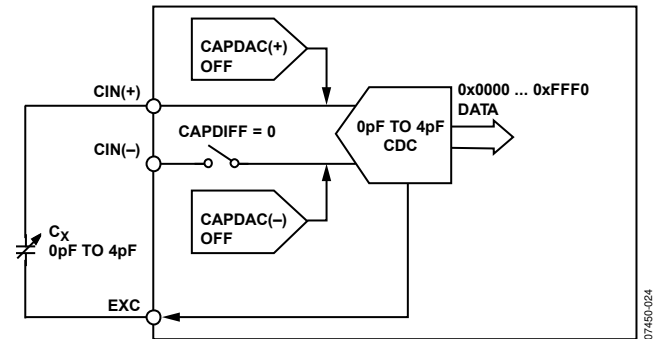 CAPDAC(+)
OFF
CIN(+)
0x0000 ... 0xFFF0
DATA
CAPDIFF = 0
0pF TO 4pF
CDC
CIN(–)
CAPDAC(–)
OFF
CX
0pF TO 4pF
EXC
07450-024